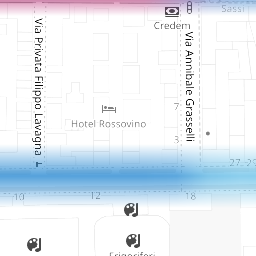 Sassi
Credem
Via Privata Filippo Lavagna
Via Annibale Grasselli
7
Hotel Rossovino
3
27-2
10
12
18
Frigoriferi